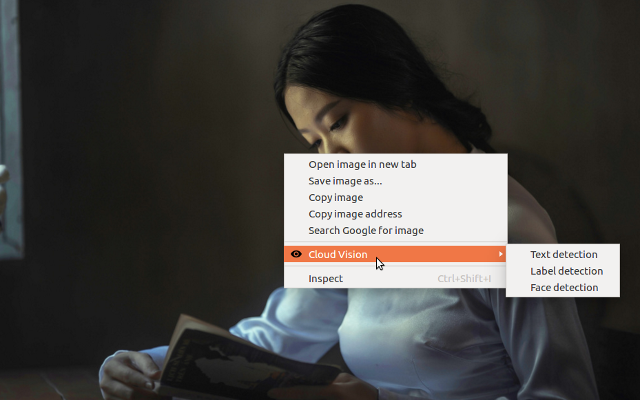 Open image in new tab
Save image as...
Copy image
Copy image address
Search Google for image
Cloud Vision
Text detection
Label detection
Face detection
Inspect Ctrl+Shift+I